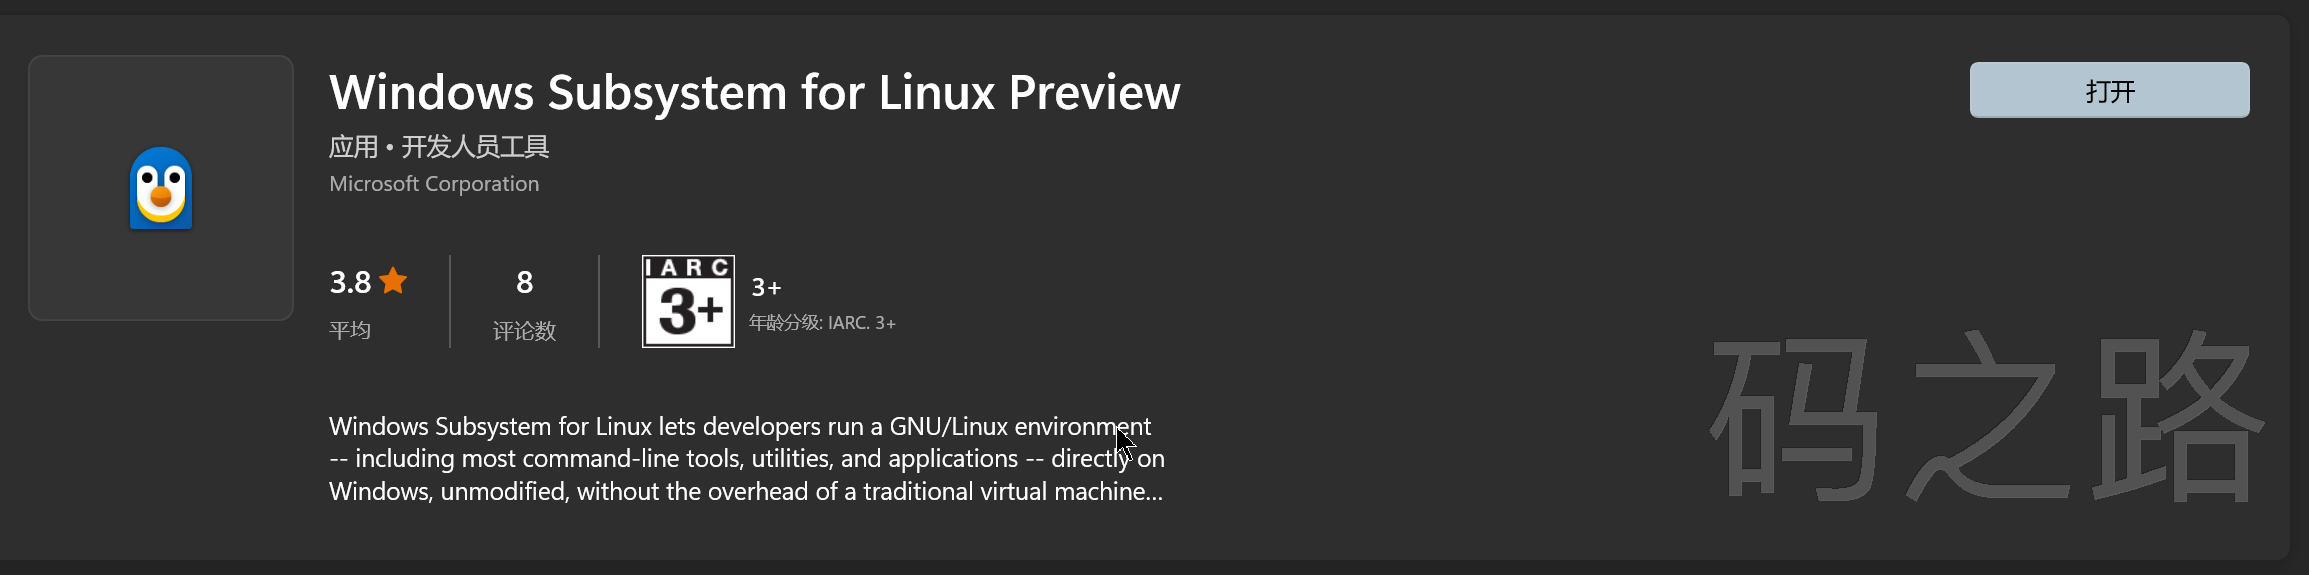 Windows Subsystem for Linux Preview
打开
应用 • 开发人员工具
Microsoft Corporation
3.8
平均
8
评论数
IARC
3+
3+
年龄分级: IARC. 3+
Windows Subsystem for Linux lets developers run a GNU/Linux environment
-- including most command-line tools, utilities, and applications -- directly on
Windows, unmodified, without the overhead of a traditional virtual machine...
码之路